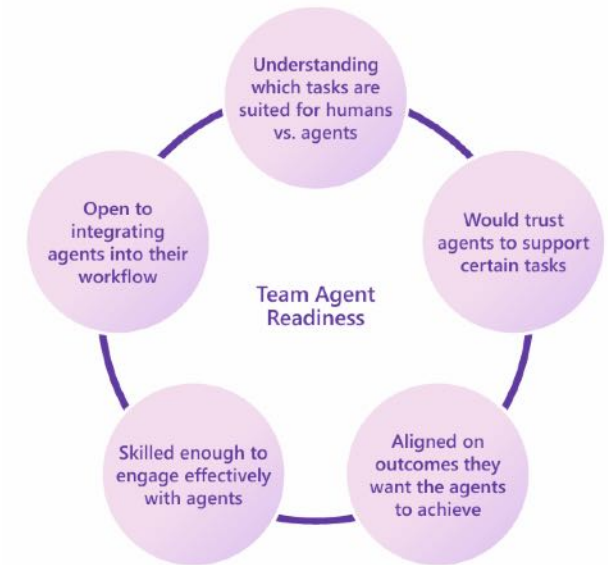 Understanding
which tasks are
suited for humans
vs. agents
Open to
integrating
agents into their
workflow
Would trust
agents to support
certain tasks
Team Agent
Readiness
Skilled enough to
engage effectively
with agents
Aligned on
outcomes they
want the agents
to achieve